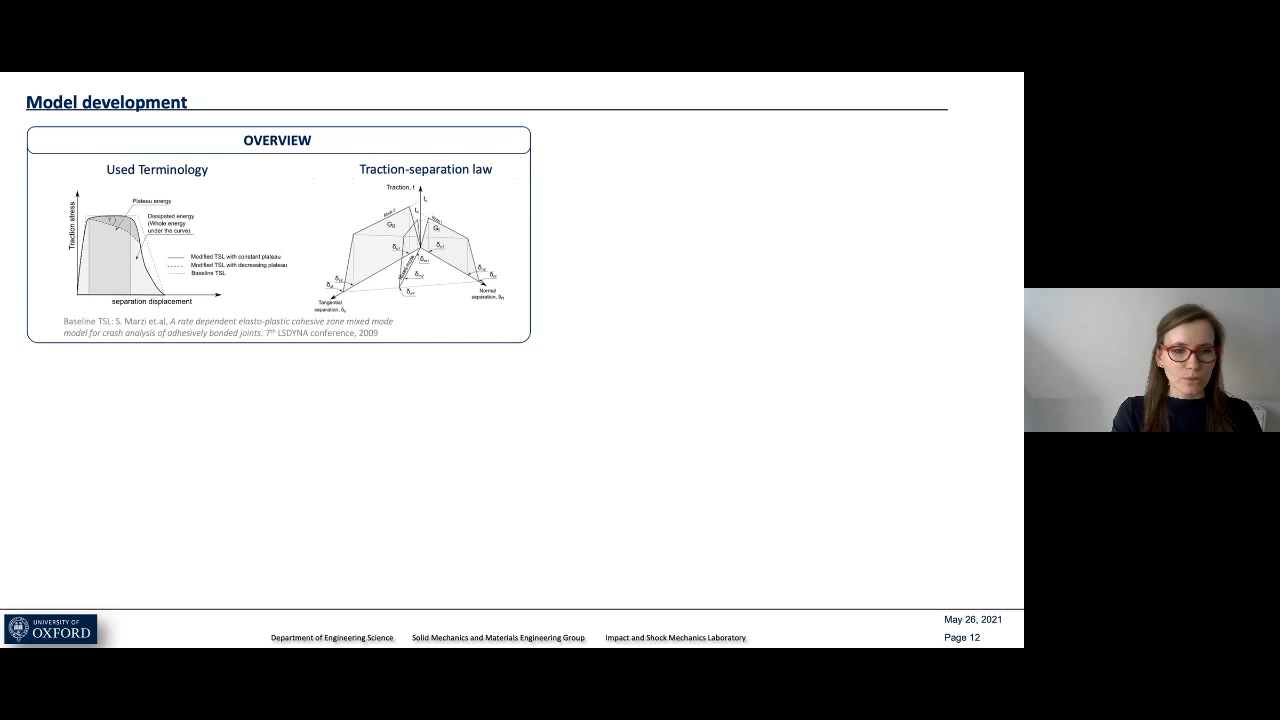 Model development
OVERVIEW
Used Terminology
Traction-separation law
Traction stress
Plateau energy
Dissipated energy
(Whole energy
under the curve)
Modified TSL with constant plateau
Modified TSL with decreasing plateau
Baseline TSL
separation displacement
Traction, t
Tangential
separation, δ
Normal
separation, δ
Baseline TSL: S. Marzi et.al, A rate dependent elasto-plastic cohesive zone mixed mode
model for crash analysis of adhesively bonded joints. 7th LSDYNA conference, 2009
UNIVERSITY OF
OXFORD
Department of Engineering Science
Solid Mechanics and Materials Engineering Group
Impact and Shock Mechanics Laboratory
May 26, 2021
Page 12